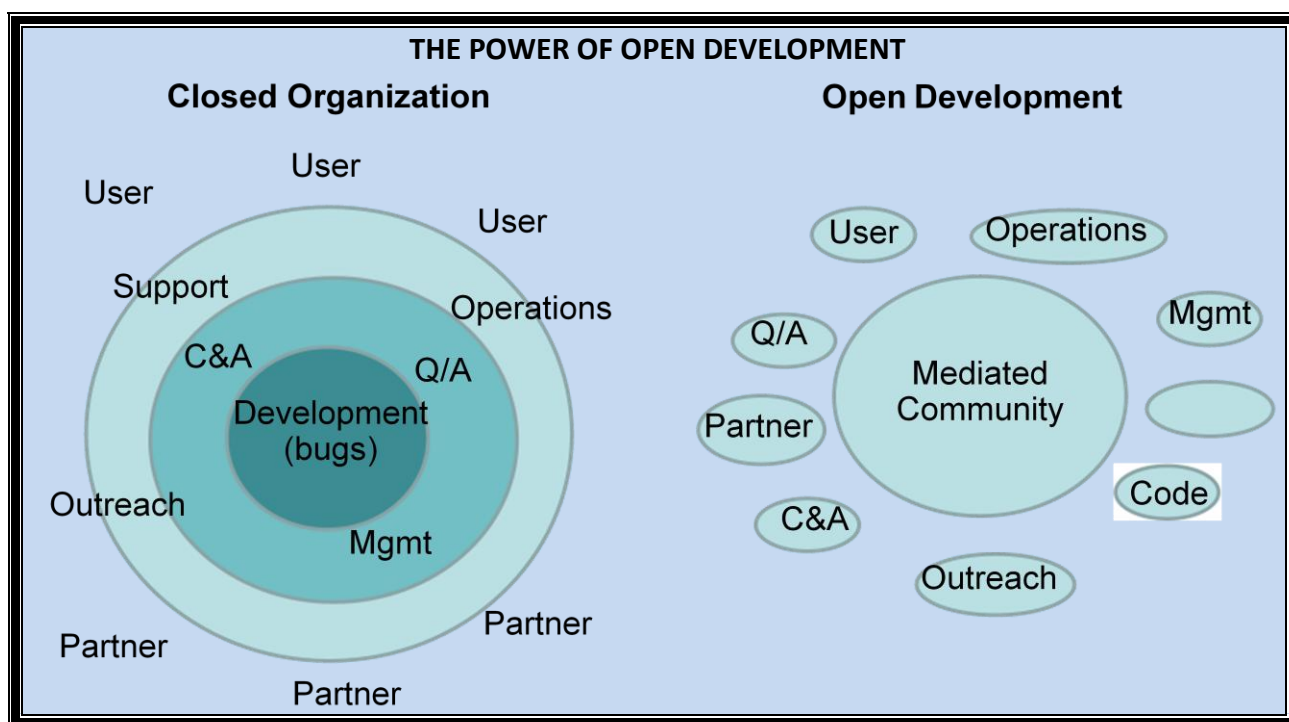 THE POWER OF OPEN DEVELOPMENT
Closed Organization
User
User
User
Support
Operations
C&A
Q/A
Development
(bugs)
Outreach
Mgmt
Partner
Partner
Partner
Open Development
User
Operations
Q/A
Mgmt
Mediated
Community
Partner
Code
C&A
Outreach